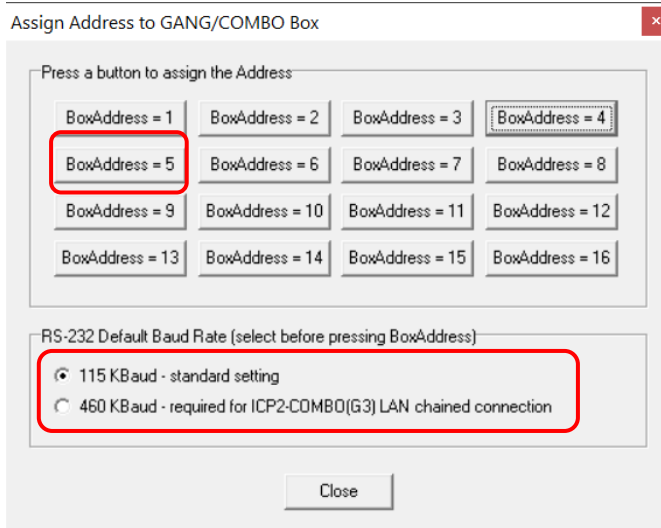 Assign Address to GANG/COMBO Box
Press a button to assign the Address
BoxAddress = 1 BoxAddress = 2 BoxAddress = 3 BoxAddress = 4
BoxAddress = 5 BoxAddress = 6 BoxAddress = 7 BoxAddress = 8
BoxAddress = 9 BoxAddress = 10 BoxAddress = 11 BoxAddress = 12
BoxAddress = 13 BoxAddress = 14 BoxAddress = 15 BoxAddress = 16
RS-232 Default Baud Rate (select before pressing BoxAddress)
115 KBaud - standard setting
460 KBaud - required for ICP2-COMBO(G3) LAN chained connection
Close